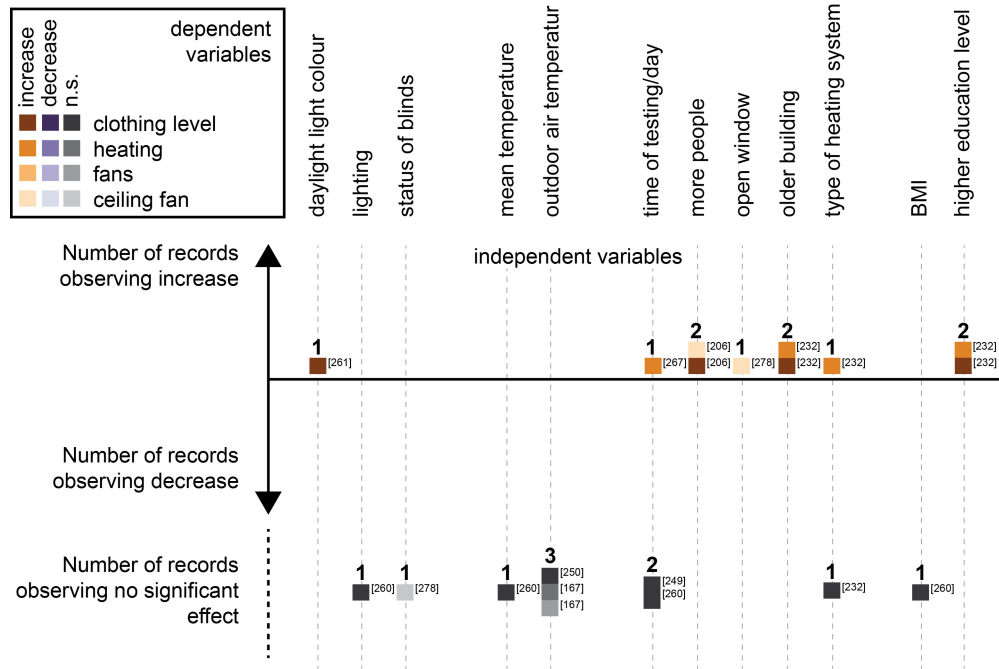 dependent
variables
increase
decrease
n.s.
clothing level
heating
fans
ceiling fan
daylight light colour
lighting
status of blinds
mean temperature
outdoor air temperatur
time of testing/day
more people
open window
older building
type of heating system
BMI
higher education level
Number of records
observing increase
independent variables
1 [261]
1 [267]
2 [206]
[206]
1 [278]
2 [232]
[232]
1 [232]
2 [232]
[232]
Number of records
observing decrease
Number of records
observing no significant
effect
1 [260]
1 [278]
1 [260]
3 [250]
[167]
[167]
2 [249]
[260]
1 [232]
1 [260]